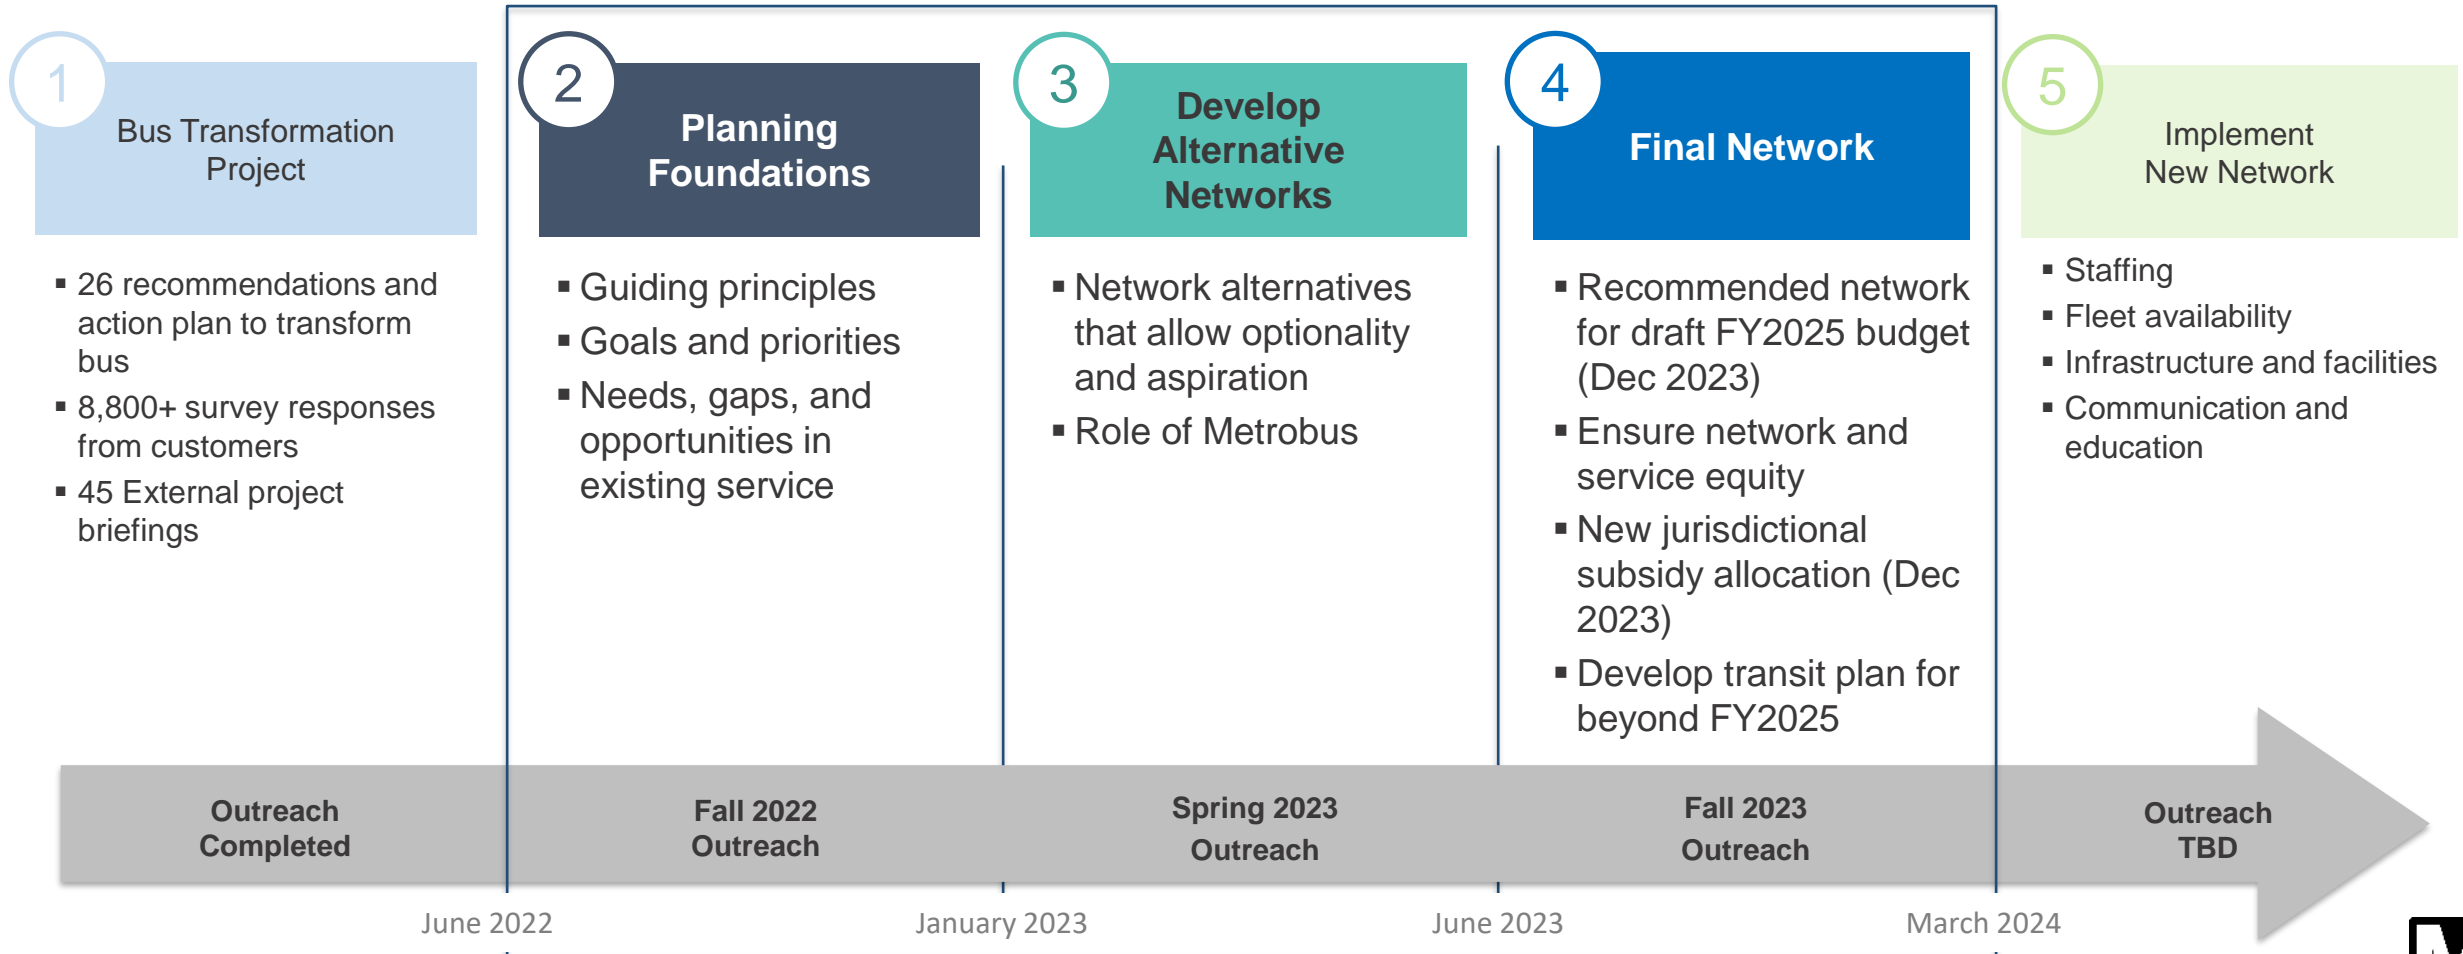 1
Bus Transformation
Project
▪ 26 recommendations and
action plan to transform
bus
▪ 8,800+ survey responses
from customers
▪ 45 External project
briefings
2
Planning
Foundations
▪ Guiding principles
▪ Goals and priorities
▪ Needs, gaps, and
opportunities in
existing service
3
Develop
Alternative
Networks
▪ Network alternatives
that allow optionality
and aspiration
▪ Role of Metrobus
4
Final Network
▪ Recommended network
for draft FY2025 budget
(Dec 2023)
▪ Ensure network and
service equity
▪ New jurisdictional
subsidy allocation (Dec
2023)
▪ Develop transit plan for
beyond FY2025
5
Implement
New Network
▪ Staffing
▪ Fleet availability
▪ Infrastructure and facilities
▪ Communication and
education
Outreach
Completed
Fall 2022
Outreach
Spring 2023
Outreach
Fall 2023
Outreach
Outreach
TBD
June 2022
January 2023
June 2023
March 2024